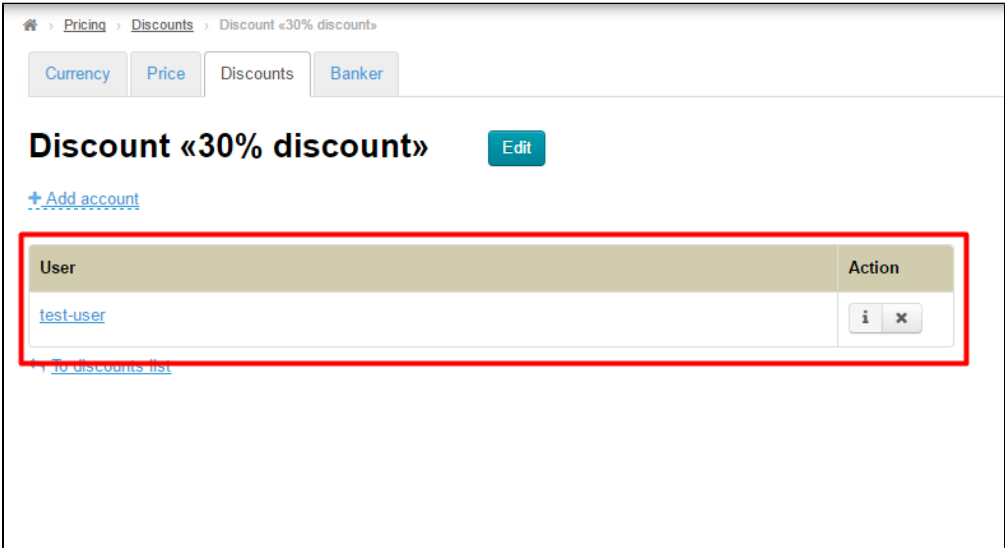 Pricing › Discounts › Discount «30% discount»
Currency Price Discounts Banker
Discount «30% discount» Edit
+ Add account
User Action
test-user i ×
To discounts list